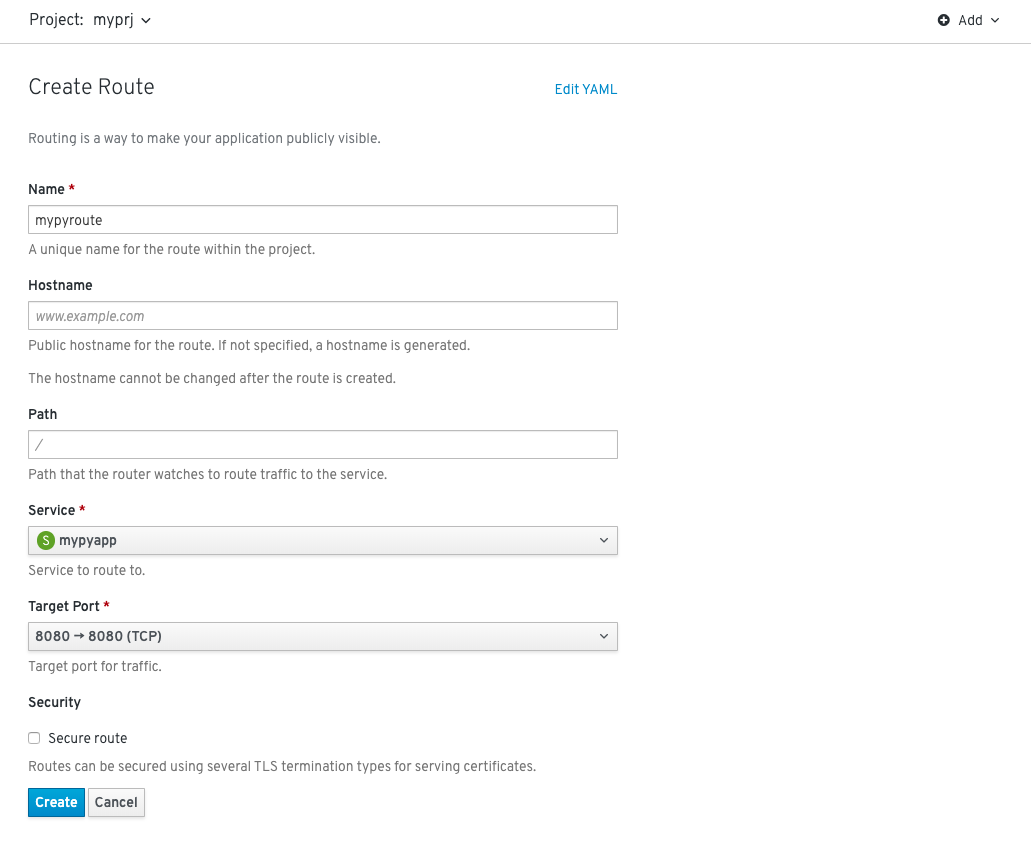 Project: myprj
Add
Create Route
Edit YAML
Routing is a way to make your application publicly visible.
Name *
mypyroute
A unique name for the route within the project.
Hostname
www.example.com
Public hostname for the route. If not specified, a hostname is generated.
The hostname cannot be changed after the route is created.
Path
/
Path that the router watches to route traffic to the service.
Service *
S mypyapp
Service to route to.
Target Port *
8080 → 8080 (TCP)
Target port for traffic.
Security
Secure route
Routes can be secured using several TLS termination types for serving certificates.
Create Cancel